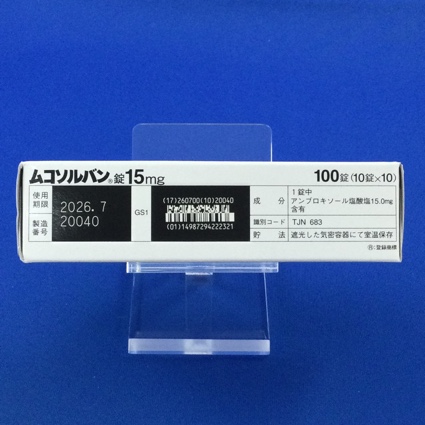 ムコソルバン®錠15mg 100錠(10錠×10)
使用期限 2026.7
製造番号 20040
GS1
(17)260700(10)20040
(01)14987294222321
成分 1錠中
アンブロキソール塩酸塩15.0mg
含有
識別コード TJN 683
貯法 遮光した気密容器にて室温保存
Ⓡ:登録商標